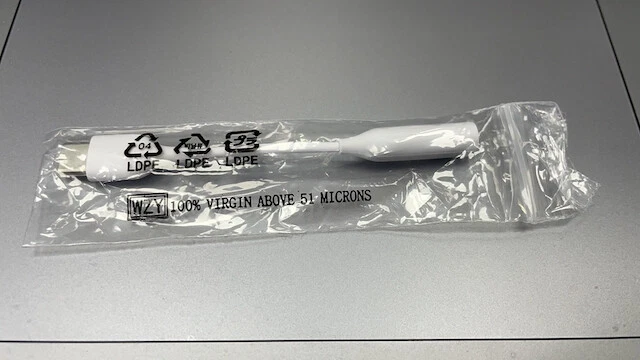 04
LDPE LDPE LDPE
WZY 100% VIRGIN ABOVE 51 MICRONS